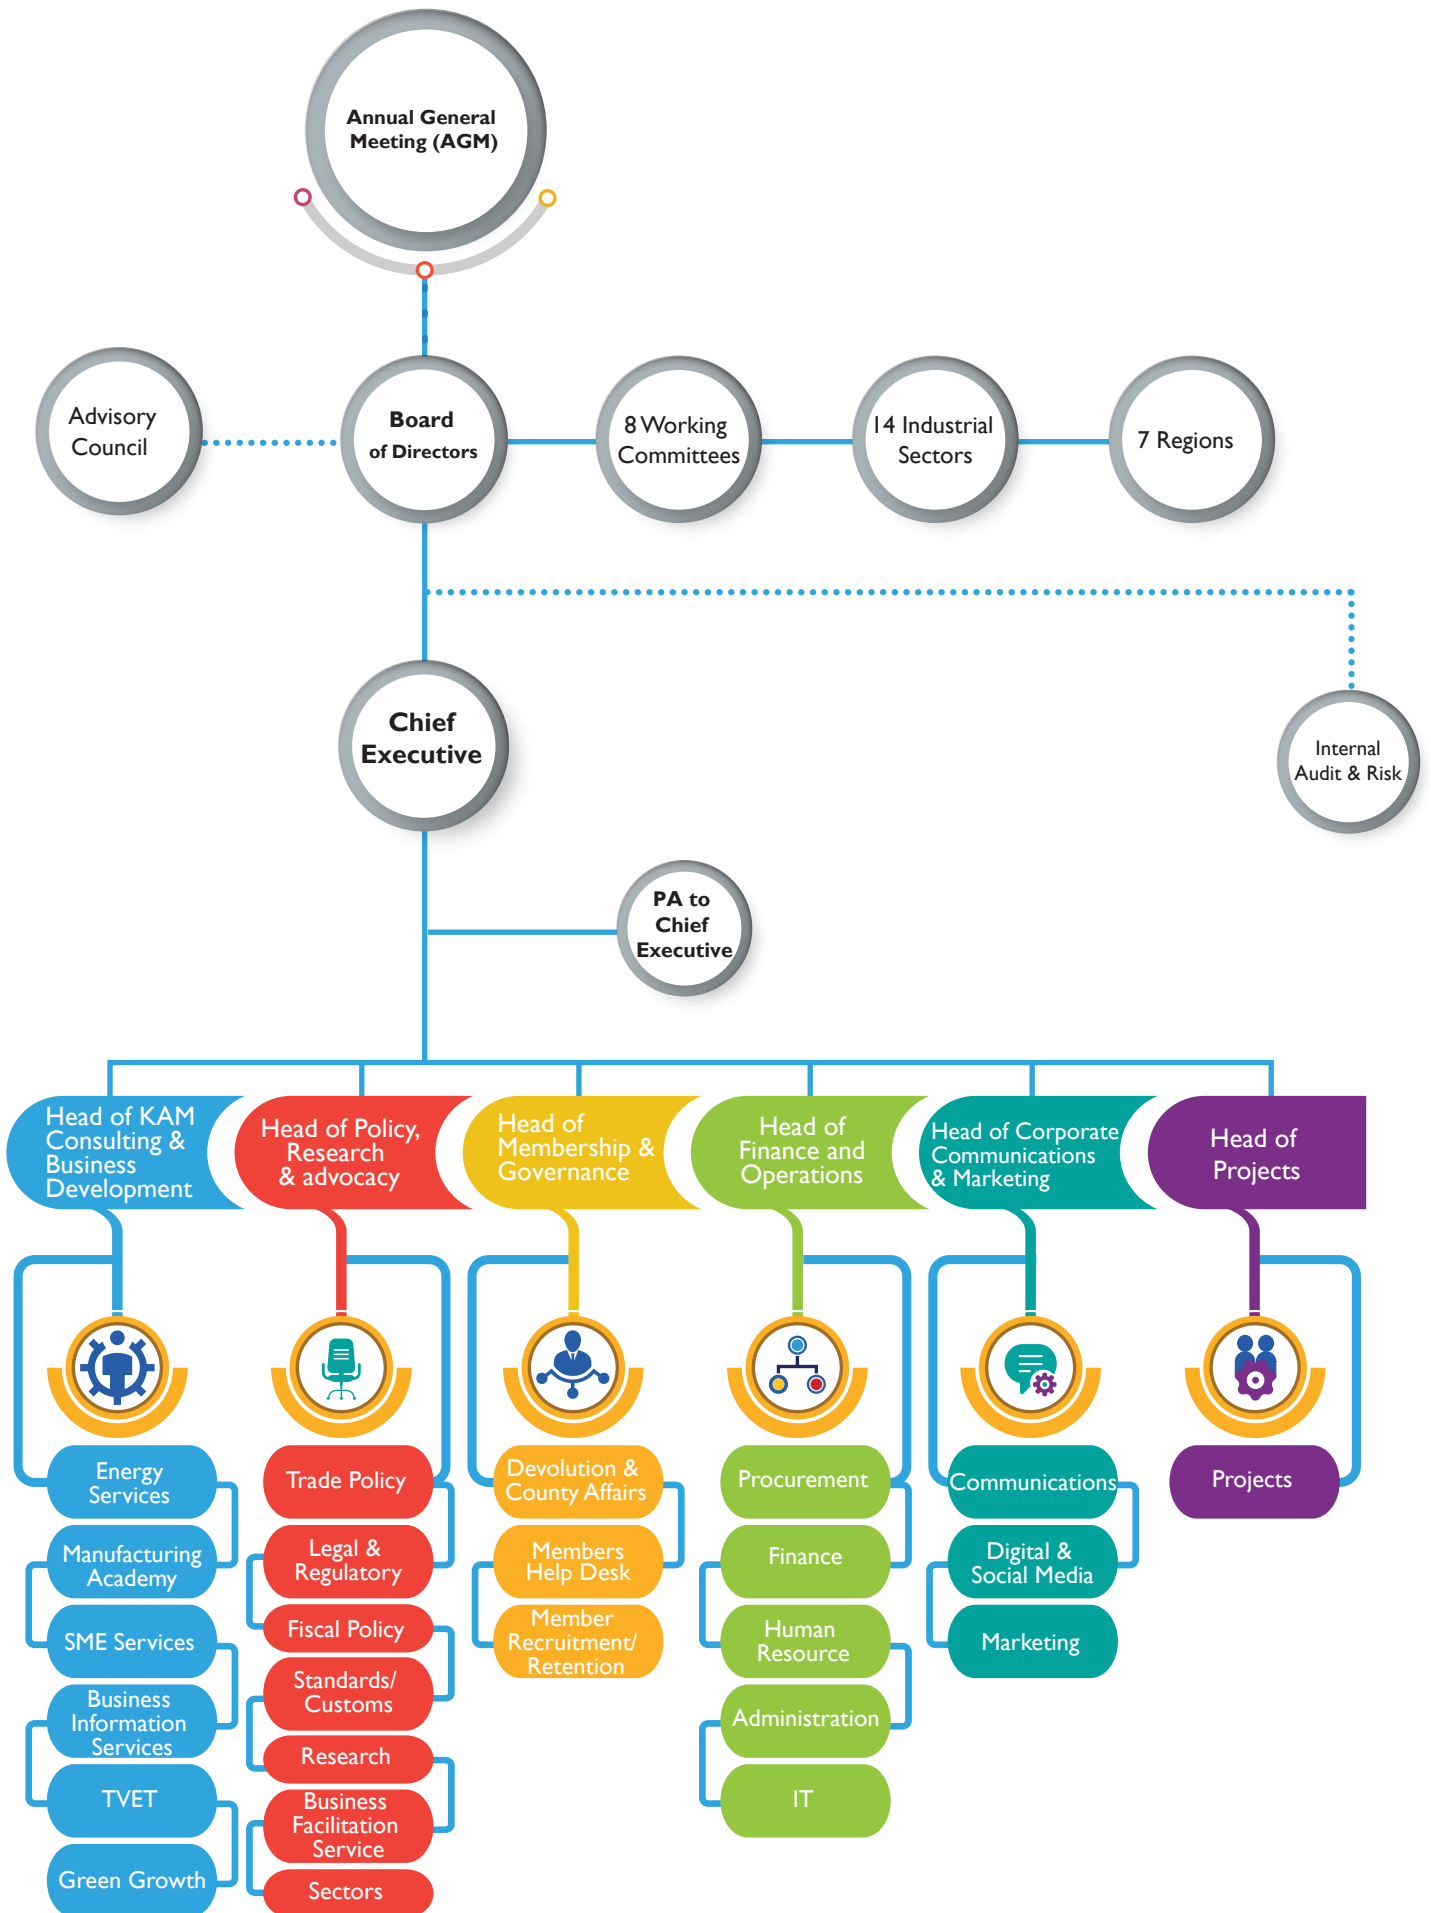 Annual General
Meeting (AGM)
Advisory
Council
Board
of Directors
8 Working
Committees
14 Industrial
Sectors
7 Regions
Chief
Executive
Internal
Audit & Risk
PA to
Chief
Executive
Head of KAM
Consulting &
Business
Development
Head of Policy,
Research
& advocacy
Head of
Membership &
Governance
Head of
Finance and
Operations
Head of Corporate
Communications
& Marketing
Head of
Projects
Energy
Services
Manufacturing
Academy
SME Services
Business
Information
Services
TVET
Green Growth
Trade Policy
Legal &
Regulatory
Fiscal Policy
Standards/
Customs
Research
Business
Facilitation
Service
Sectors
Devolution &
County Affairs
Members
Help Desk
Member
Recruitment/
Retention
Procurement
Finance
Human
Resource
Administration
IT
Communications
Digital &
Social Media
Marketing
Projects